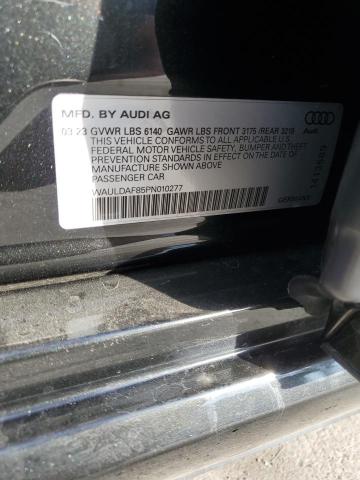 MFD. BY AUDI AG
03 23 GVWR LBS 6140 GAWR LBS FRONT 3175 /REAR 3219
THIS VEHICLE CONFORMS TO ALL APPLICABLE U.S.
FEDERAL MOTOR VEHICLE SAFETY, BUMPER, AND THEFT
PREVENTION STANDARDS IN EFFECT ON THE DATE OF
MANUFACTURE SHOWN ABOVE
PASSENGER CAR
WAULDAF85PN010277
Audi
1413689